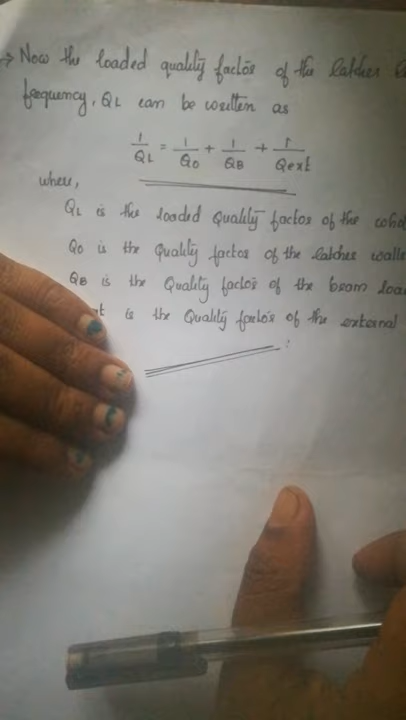 → Now the loaded quality factor of the catcher
frequency, QL can be written as
1/QL = 1/Q0 + 1/QB + 1/Qext
where,
QL is the loaded Quality factor of the
Q0 is the Quality factor of the catcher walls
QB is the Quality factor of the beam loa
t is the Quality factor of the external